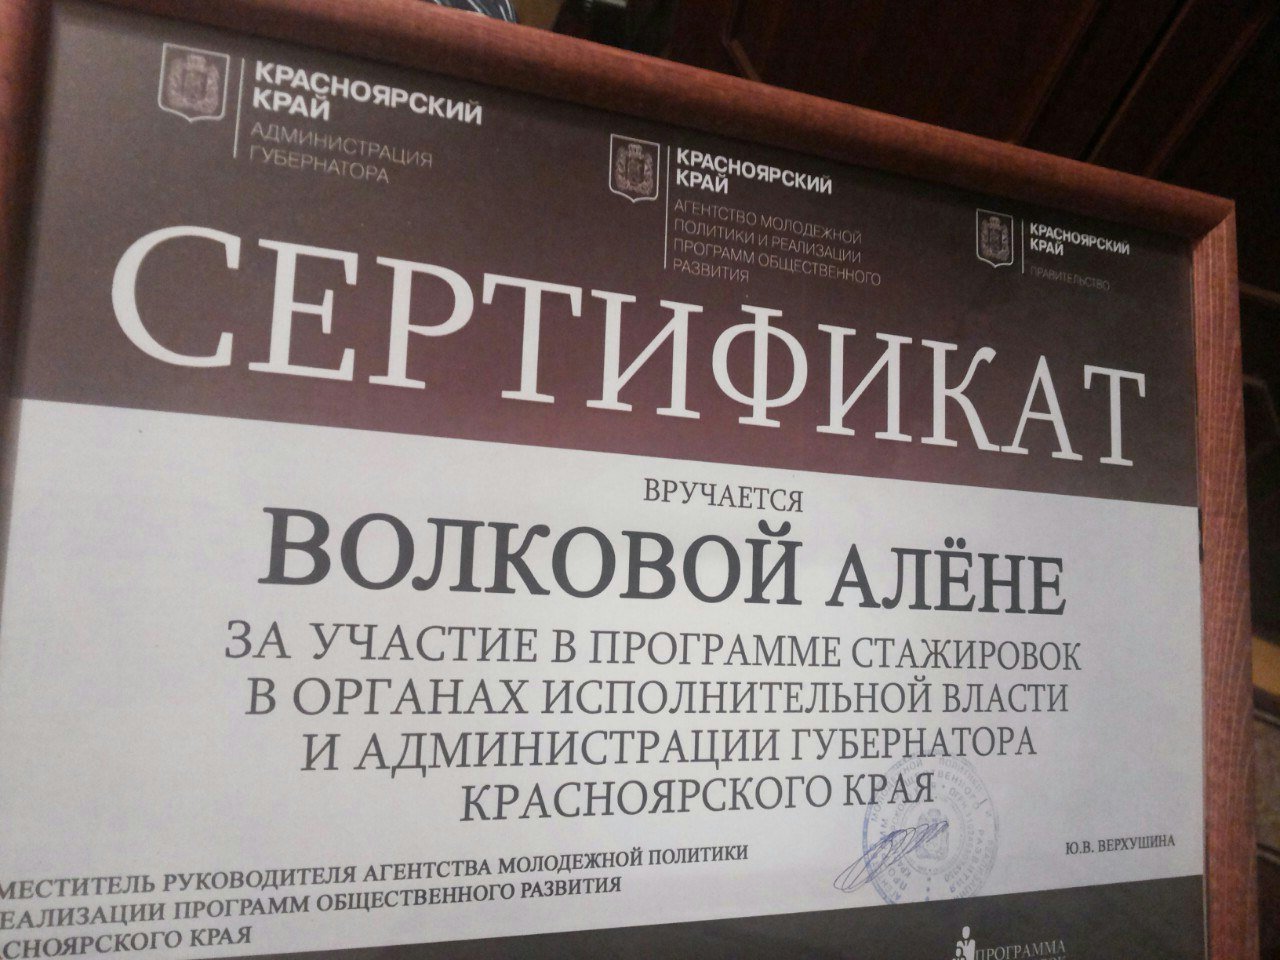 КРАСНОЯРСКИЙ
КРАЙ
АДМИНИСТРАЦИЯ
ГУБЕРНАТОРА
КРАСНОЯРСКИЙ
КРАЙ
АГЕНТСТВО МОЛОДЕЖНОЙ
ПОЛИТИКИ И РЕАЛИЗАЦИИ
ПРОГРАММ ОБЩЕСТВЕННОГО
РАЗВИТИЯ
КРАСНОЯРСКИЙ
КРАЙ
ПРАВИТЕЛЬСТВО
СЕРТИФИКАТ
ВРУЧАЕТСЯ
ВОЛКОВОЙ АЛЁНЕ
ЗА УЧАСТИЕ В ПРОГРАММЕ СТАЖИРОВОК
В ОРГАНАХ ИСПОЛНИТЕЛЬНОЙ ВЛАСТИ
И АДМИНИСТРАЦИИ ГУБЕРНАТОРА
КРАСНОЯРСКОГО КРАЯ
МЕСТИТЕЛЬ РУКОВОДИТЕЛЯ АГЕНТСТВА МОЛОДЕЖНОЙ ПОЛИТИКИ
ЕАЛИЗАЦИИ ПРОГРАММ ОБЩЕСТВЕННОГО РАЗВИТИЯ
АСНОЯРСКОГО КРАЯ
Ю.В. ВЕРХУШИНА
ПРОГРАММА